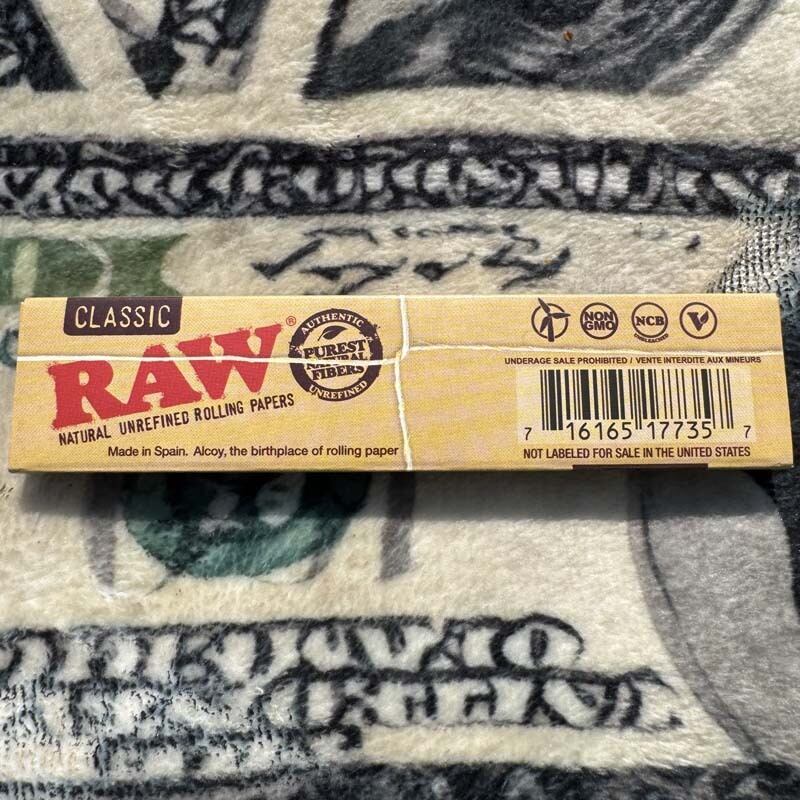 CLASSIC
RAW®
NATURAL UNREFINED ROLLING PAPERS
AUTHENTIC
PUREST
NATURAL
FIBERS
UNREFINED
Made in Spain. Alcoy, the birthplace of rolling paper
NON
GMO
NCB
UNBLEACHED
V
UNDERAGE SALE PROHIBITED / VENTE INTERDITE AUX MINEURS
7 16165 17735 7
NOT LABELED FOR SALE IN THE UNITED STATES